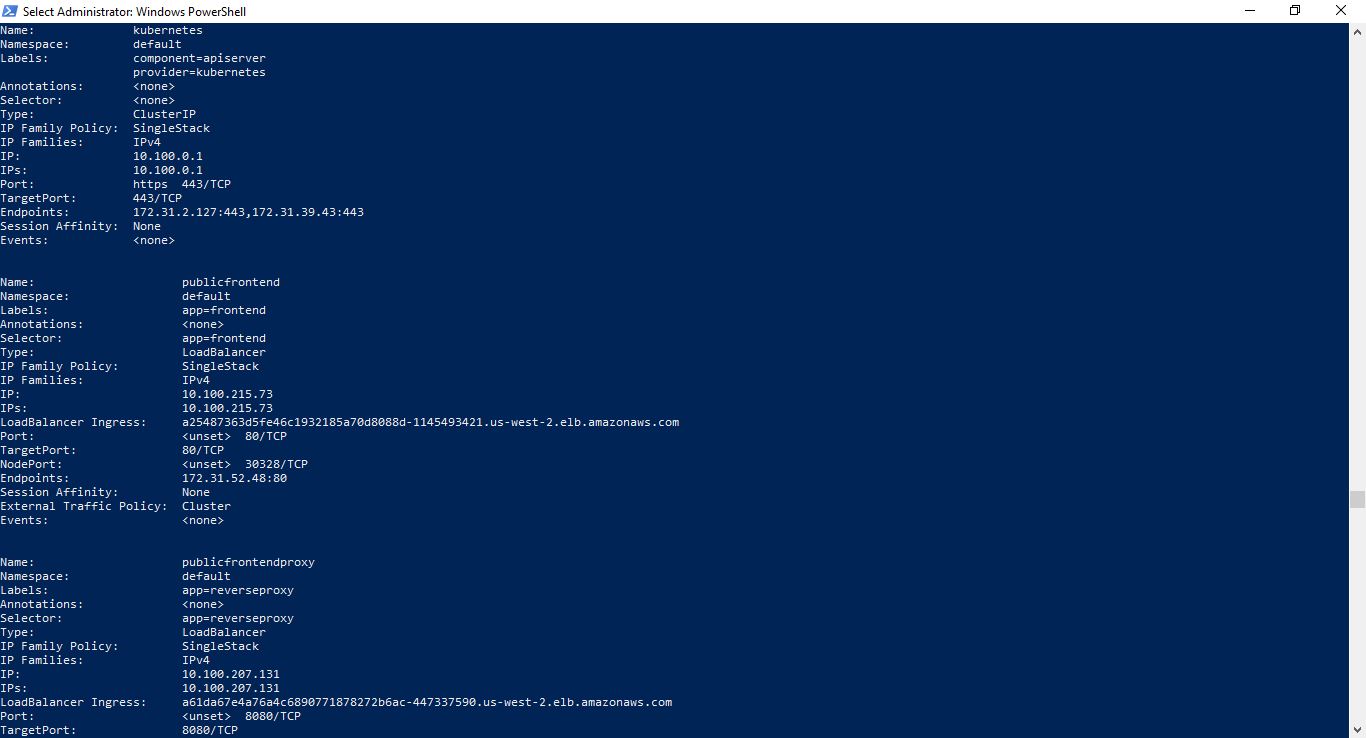 Select Administrator: Windows PowerShell
Name:              kubernetes
Namespace:         default
Labels:            component=apiserver
                   provider=kubernetes
Annotations:       <none>
Selector:          <none>
Type:              ClusterIP
IP Family Policy:  SingleStack
IP Families:       IPv4
IP:                10.100.0.1
IPs:               10.100.0.1
Port:              https  443/TCP
TargetPort:        443/TCP
Endpoints:         172.31.2.127:443,172.31.39.43:443
Session Affinity:  None
Events:            <none>
Name:                     publicfrontend
Namespace:                default
Labels:                   app=frontend
Annotations:              <none>
Selector:                 app=frontend
Type:                     LoadBalancer
IP Family Policy:         SingleStack
IP Families:              IPv4
IP:                       10.100.215.73
IPs:                      10.100.215.73
LoadBalancer Ingress:     a25487363d5fe46c1932185a70d8088d-1145493421.us-west-2.elb.amazonaws.com
Port:                     <unset>  80/TCP
TargetPort:               80/TCP
NodePort:                 <unset>  30328/TCP
Endpoints:                172.31.52.48:80
Session Affinity:         None
External Traffic Policy:  Cluster
Events:                   <none>
Name:                     publicfrontendproxy
Namespace:                default
Labels:                   app=reverseproxy
Annotations:              <none>
Selector:                 app=reverseproxy
Type:                     LoadBalancer
IP Family Policy:         SingleStack
IP Families:              IPv4
IP:                       10.100.207.131
IPs:                      10.100.207.131
LoadBalancer Ingress:     a61da67e4a76a4c6890771878272b6ac-447337590.us-west-2.elb.amazonaws.com
Port:                     <unset>  8080/TCP
TargetPort:               8080/TCP